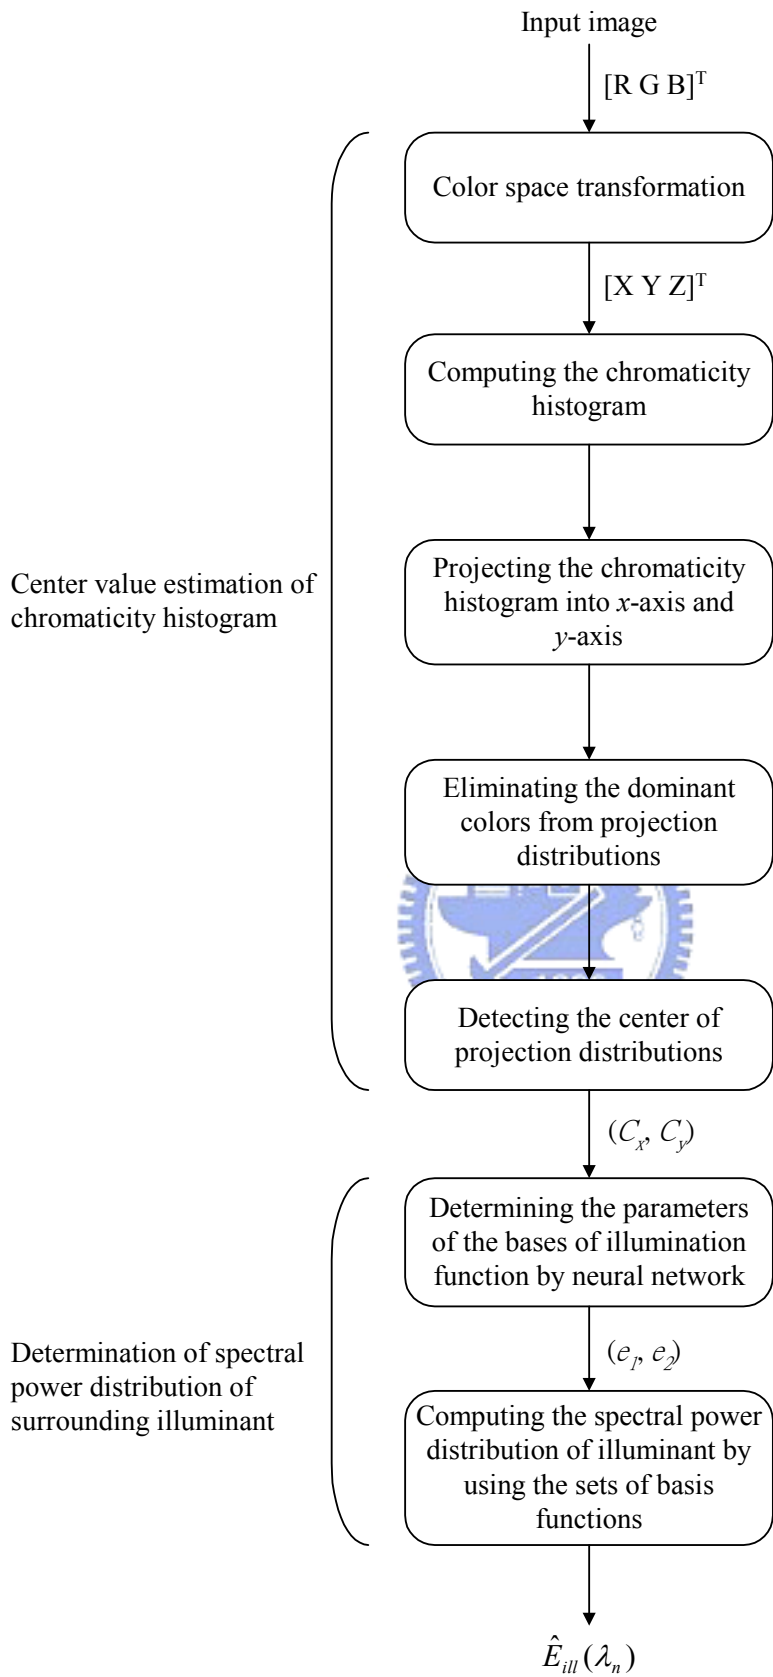 Input image
[R G B]ᵀ
Color space transformation
[X Y Z]ᵀ
Computing the chromaticity
histogram
Projecting the chromaticity
histogram into x-axis and
y-axis
Center value estimation of
chromaticity histogram
Eliminating the dominant
colors from projection
distributions
Detecting the center of
projection distributions
(Cₓ, C_y)
Determining the parameters
of the bases of illumination
function by neural network
(e₁, e₂)
Determination of spectral
power distribution of
surrounding illuminant
Computing the spectral power
distribution of illuminant by
using the sets of basis
functions
Ê_ill(λ_n)